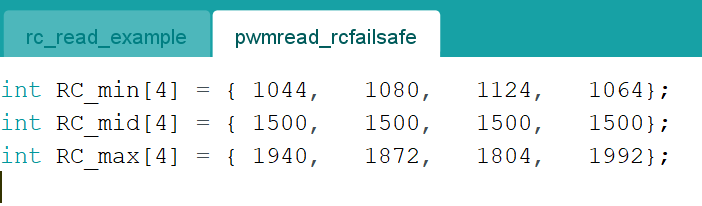 rc_read_example pwmread_rcfailsafe
int RC_min[4] = { 1044, 1080, 1124, 1064};
int RC_mid[4] = { 1500, 1500, 1500, 1500};
int RC_max[4] = { 1940, 1872, 1804, 1992};